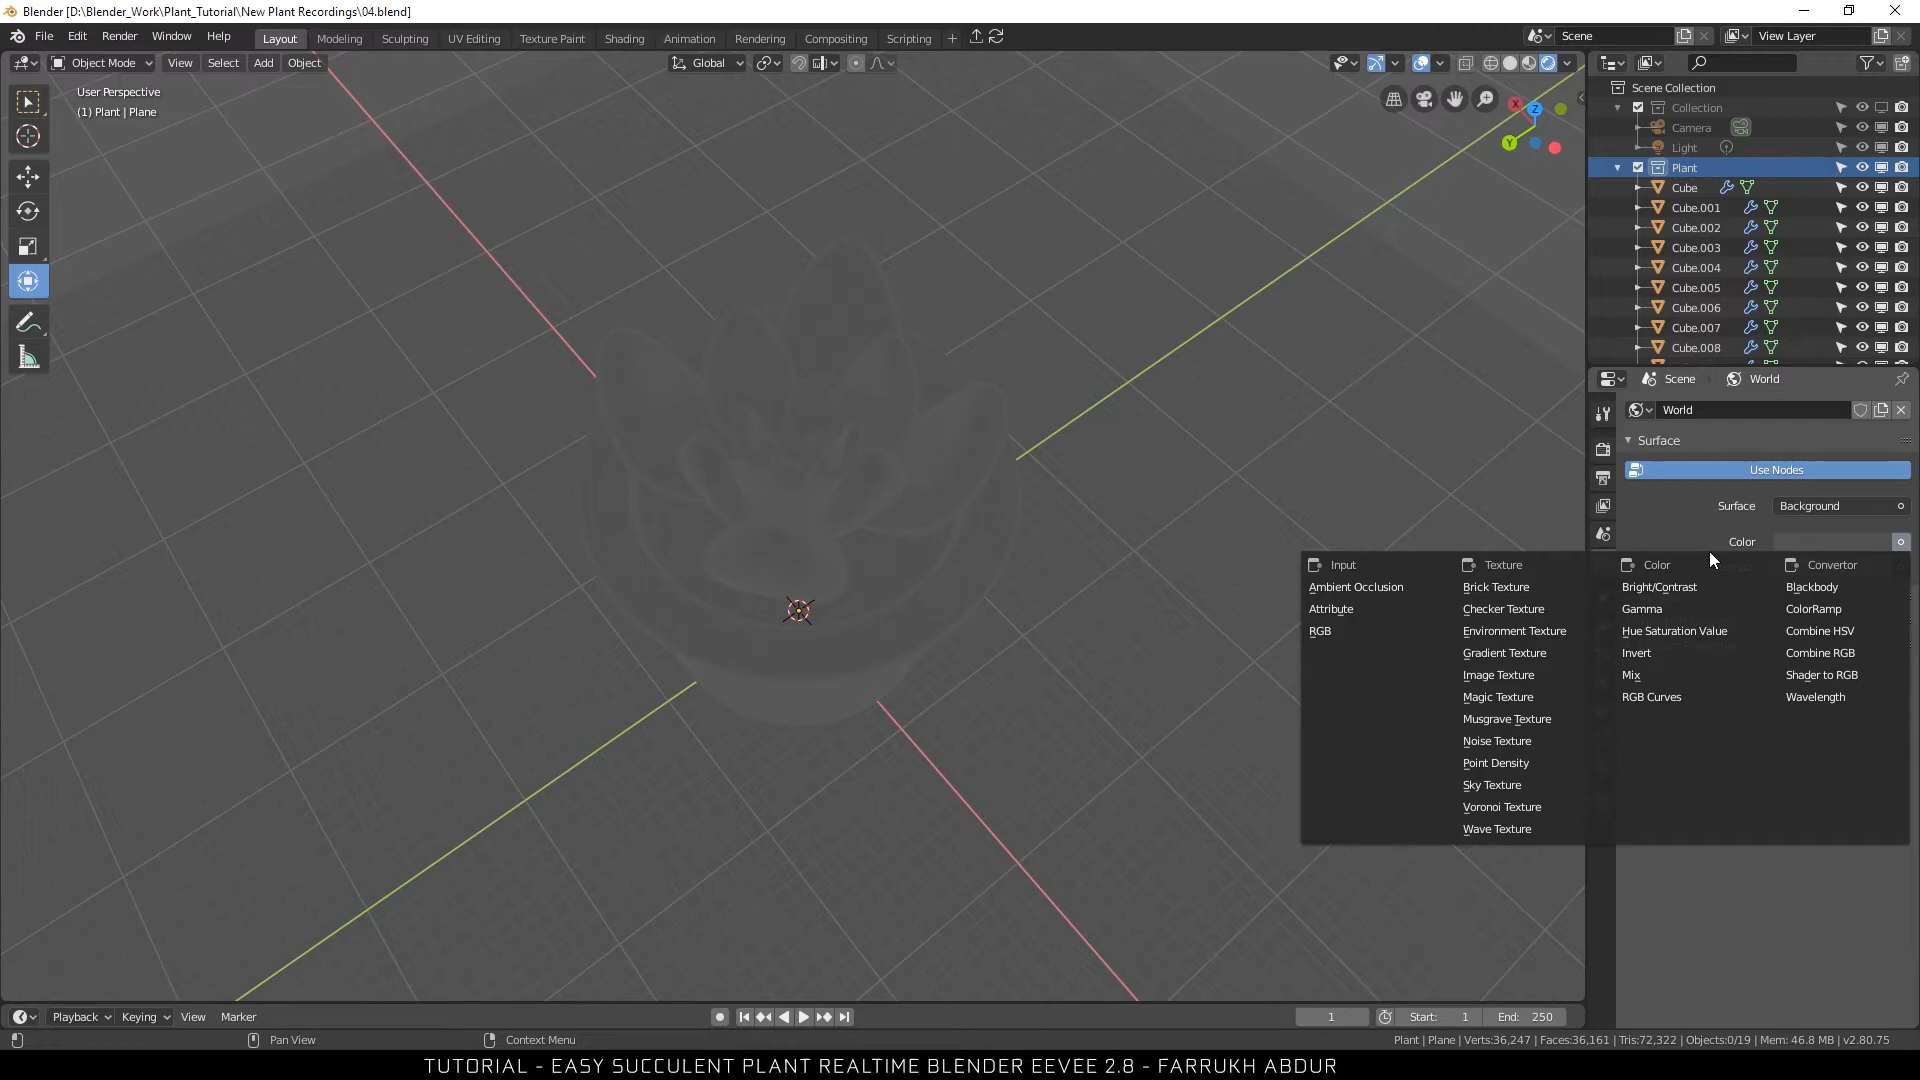 Blender [D:\Blender_Work\Plant_Tutorial\New Plant Recordings\04.blend]
File Edit Render Window Help
Layout Modeling Sculpting UV Editing Texture Paint Shading Animation Rendering Compositing Scripting
Scene
View Layer
Object Mode View Select Add Object
Global
User Perspective
(1) Plant | Plane
X
Z
Y
Scene Collection
Collection
Camera
Light
Plant
Cube
Cube.001
Cube.002
Cube.003
Cube.004
Cube.005
Cube.006
Cube.007
Cube.008
Scene World
World
Surface
Use Nodes
Surface Background
Color
Input
Ambient Occlusion
Attribute
RGB
Texture
Brick Texture
Checker Texture
Environment Texture
Gradient Texture
Image Texture
Magic Texture
Musgrave Texture
Noise Texture
Point Density
Sky Texture
Voronoi Texture
Wave Texture
Color
Bright/Contrast
Gamma
Hue Saturation Value
Invert
Mix
RGB Curves
Convertor
Blackbody
ColorRamp
Combine HSV
Combine RGB
Shader to RGB
Wavelength
Playback Keying View Marker
1
Start: 1
End: 250
Pan View
Context Menu
Plant | Plane | Verts:36,247 | Faces:36,161 | Tris:72,322 | Objects:0/19 | Mem: 46.8 MB | v2.80.75
TUTORIAL - EASY SUCCULENT PLANT REALTIME BLENDER EEVEE 2.8 - FARRUKH ABDUR